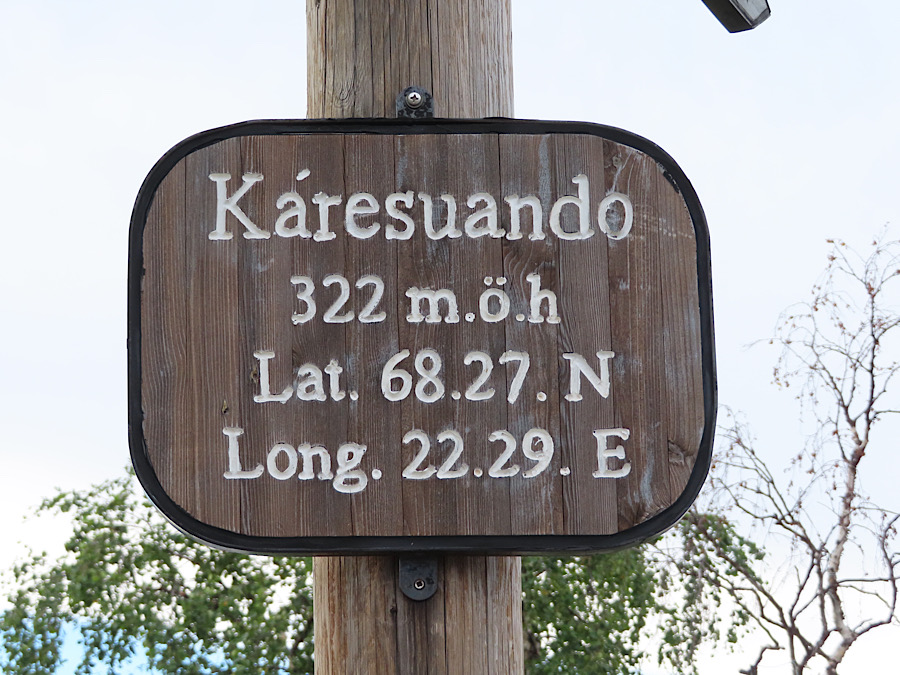 Káresuando
322 m.ö.h
Lat. 68.27. N
Long. 22.29. E